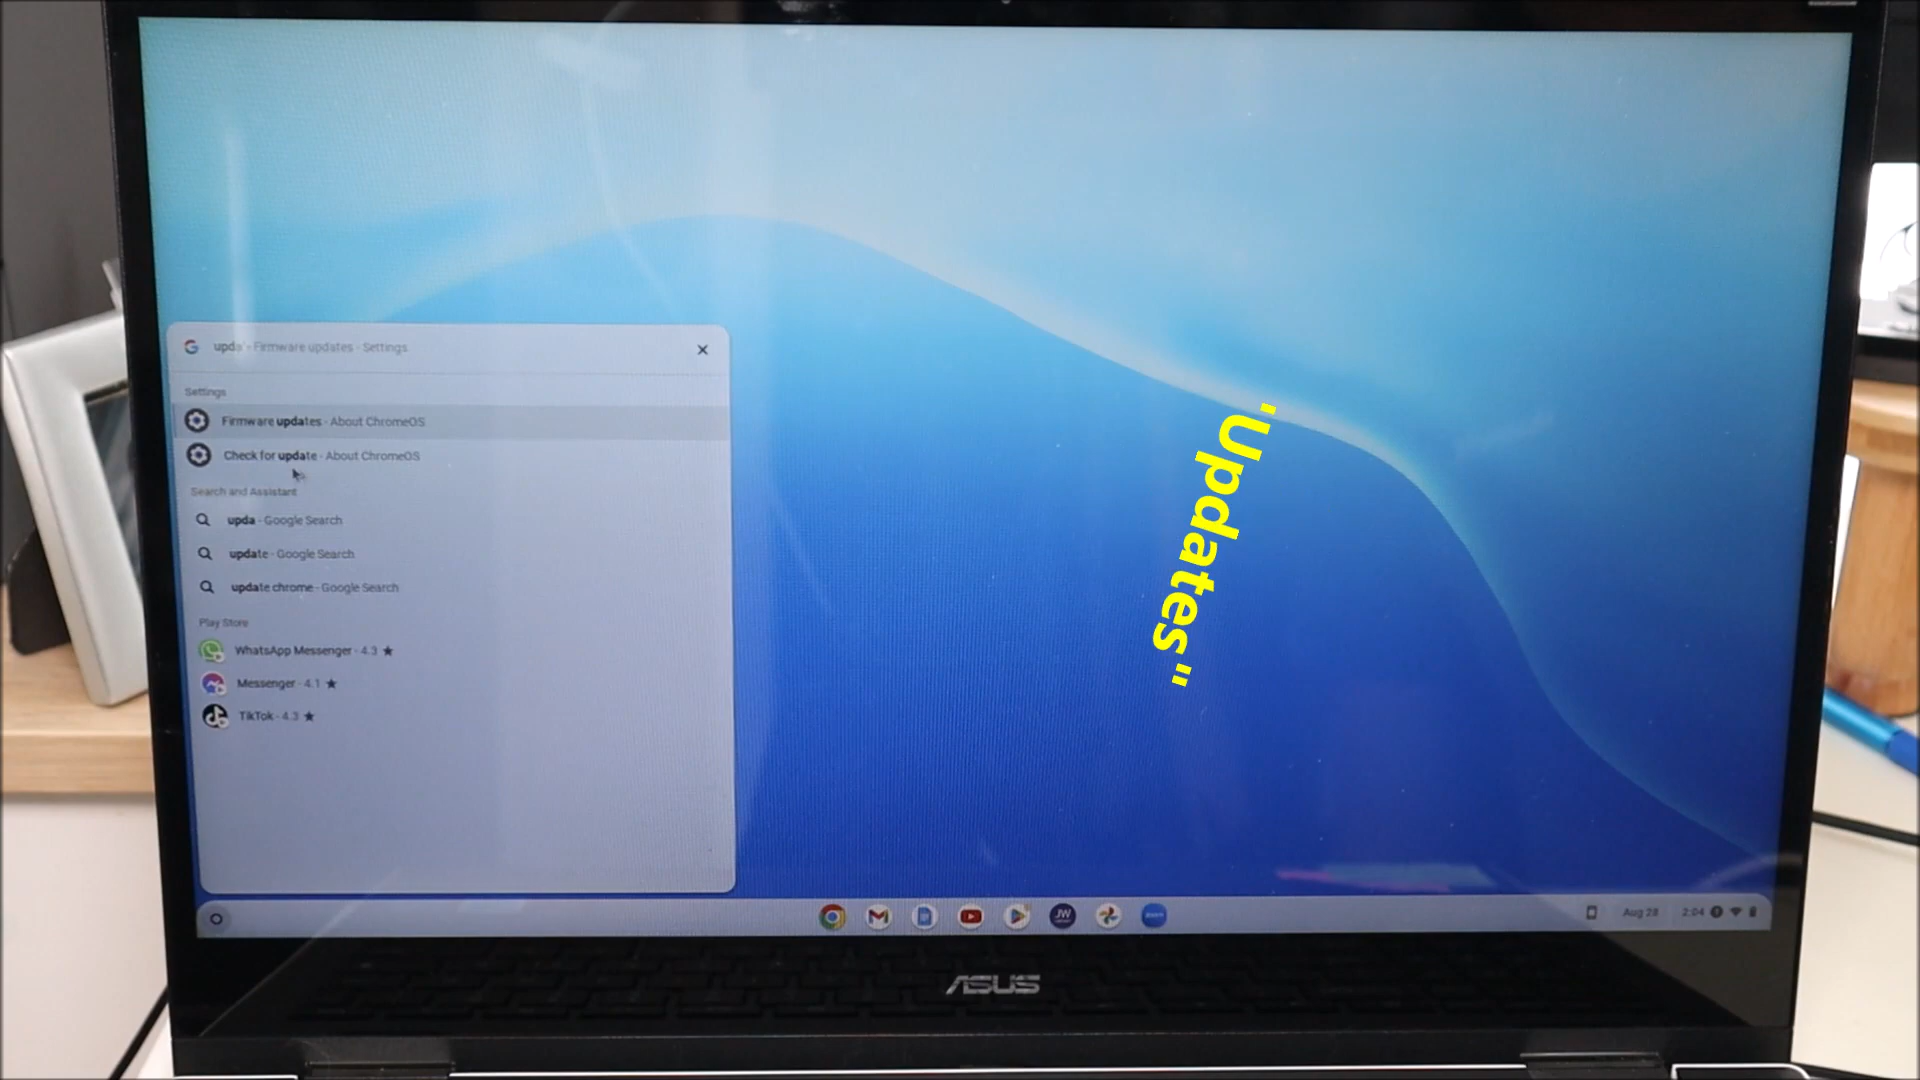 upda - Firmware updates - Settings
Settings
Firmware updates - About ChromeOS
Check for update - About ChromeOS
Search and Assistant
upda - Google Search
update - Google Search
update chrome - Google Search
Play Store
WhatsApp Messenger - 4.3 ★
Messenger - 4.1 ★
TikTok - 4.3 ★
"Updates"
JW
zoom
Aug 28
2:04
ASUS